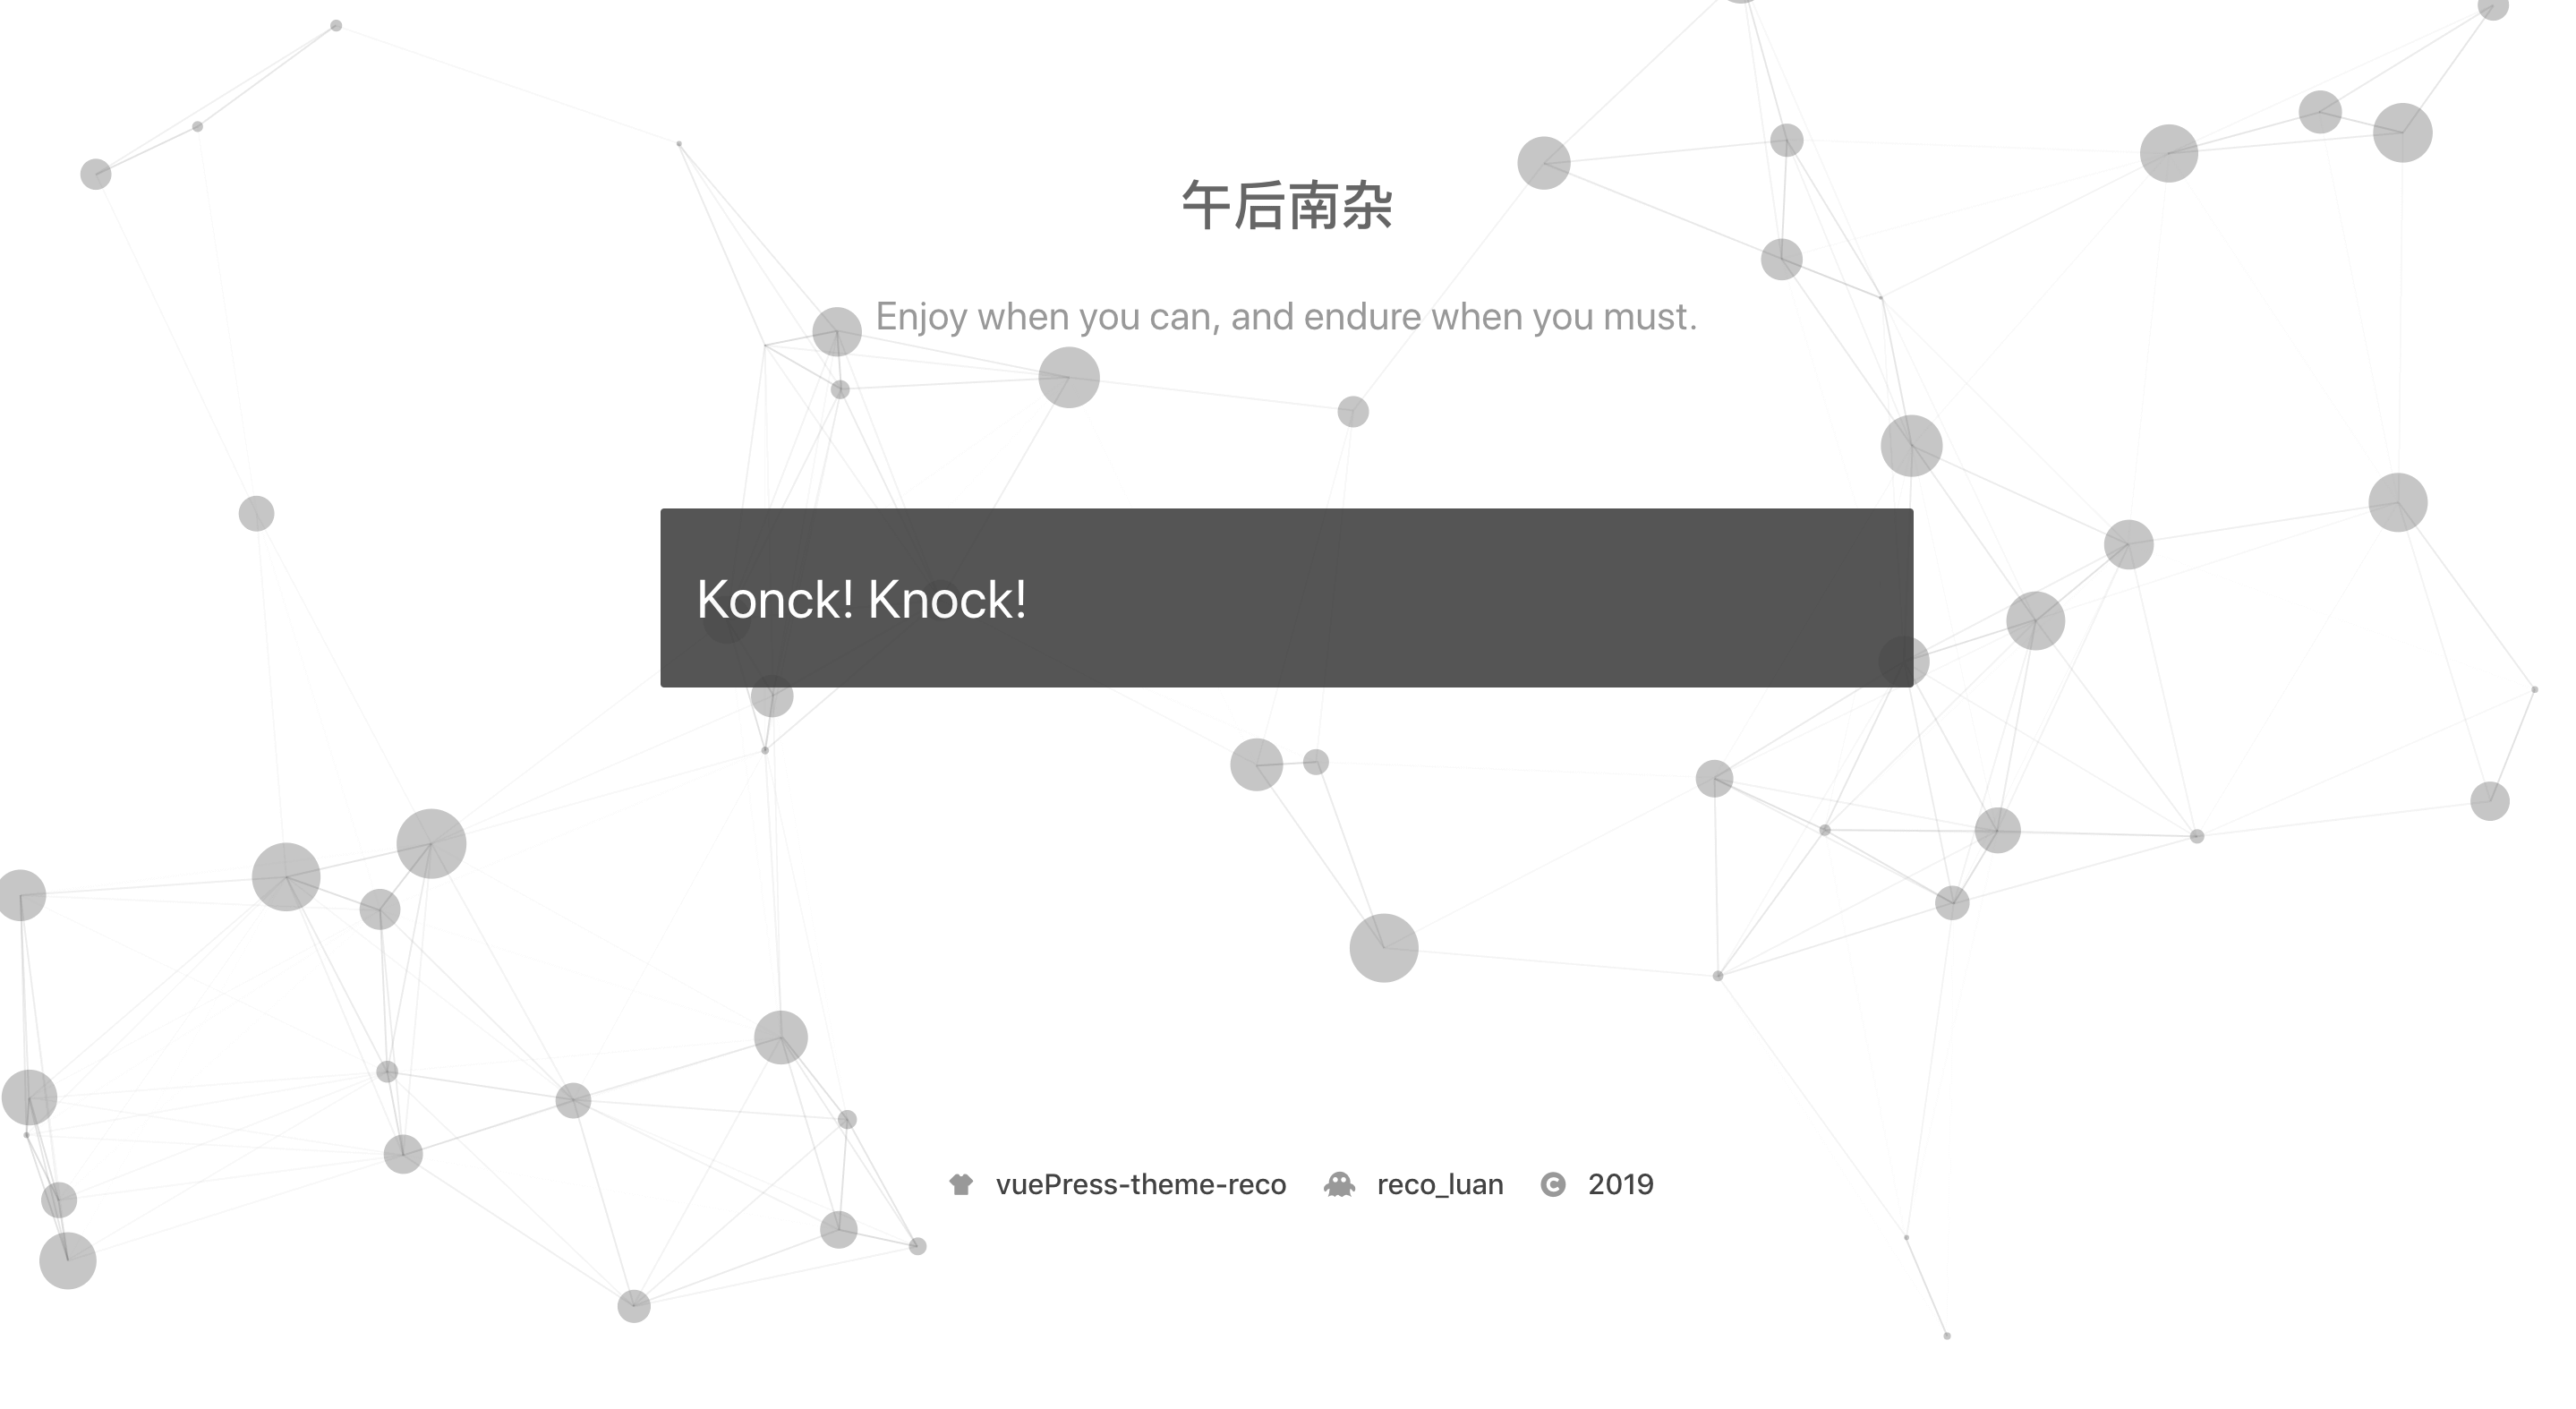 午后南杂
Enjoy when you can, and endure when you must.
Konck! Knock!
vuePress-theme-reco reco_luan © 2019